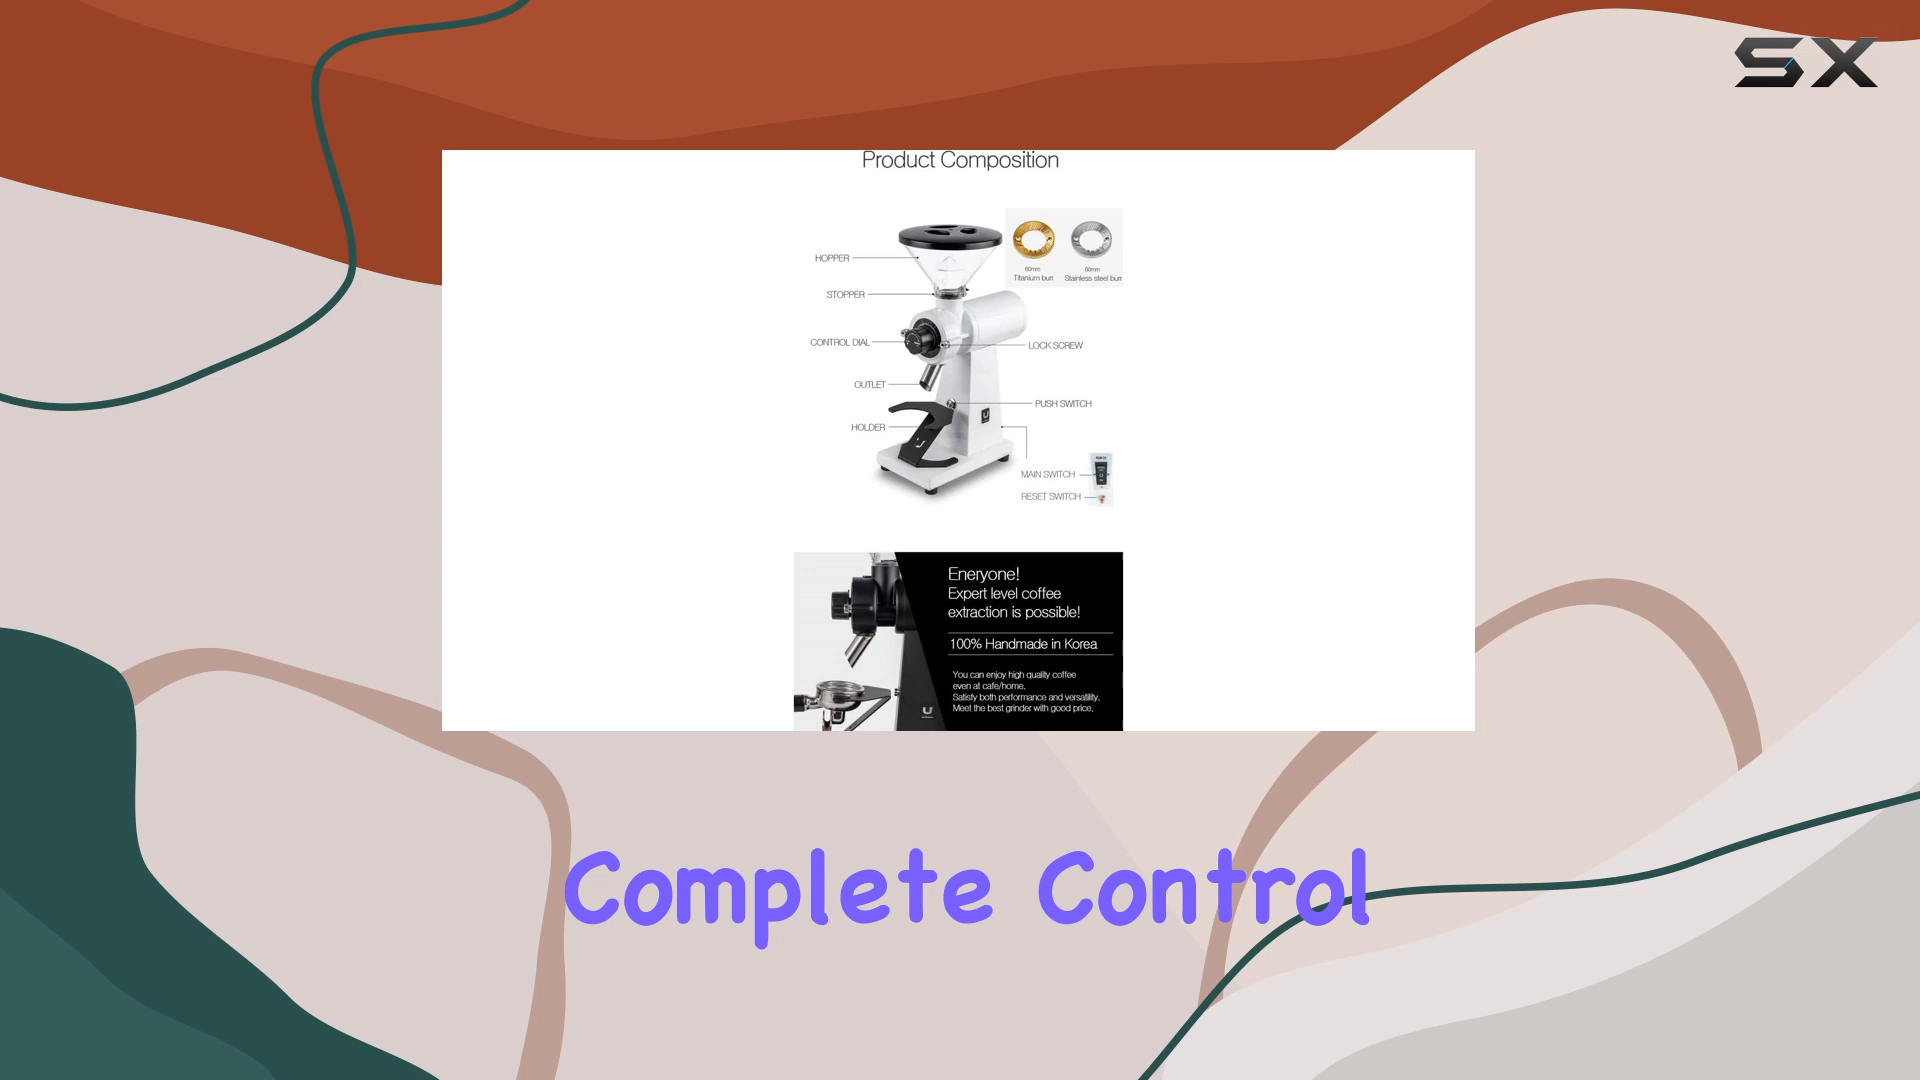 SX
Product Composition
HOPPER
STOPPER
CONTROL DIAL
OUTLET
HOLDER
60mm
Titanium burr
60mm
Stainless steel burr
LOCK SCREW
PUSH SWITCH
MAIN SWITCH
RESET SWITCH
Eneryone!
Expert level coffee
extraction is possible!
100% Handmade in Korea
You can enjoy high quality coffee
even at cafe/home.
Satisfy both performance and versatility.
Meet the best grinder with good price.
Complete Control